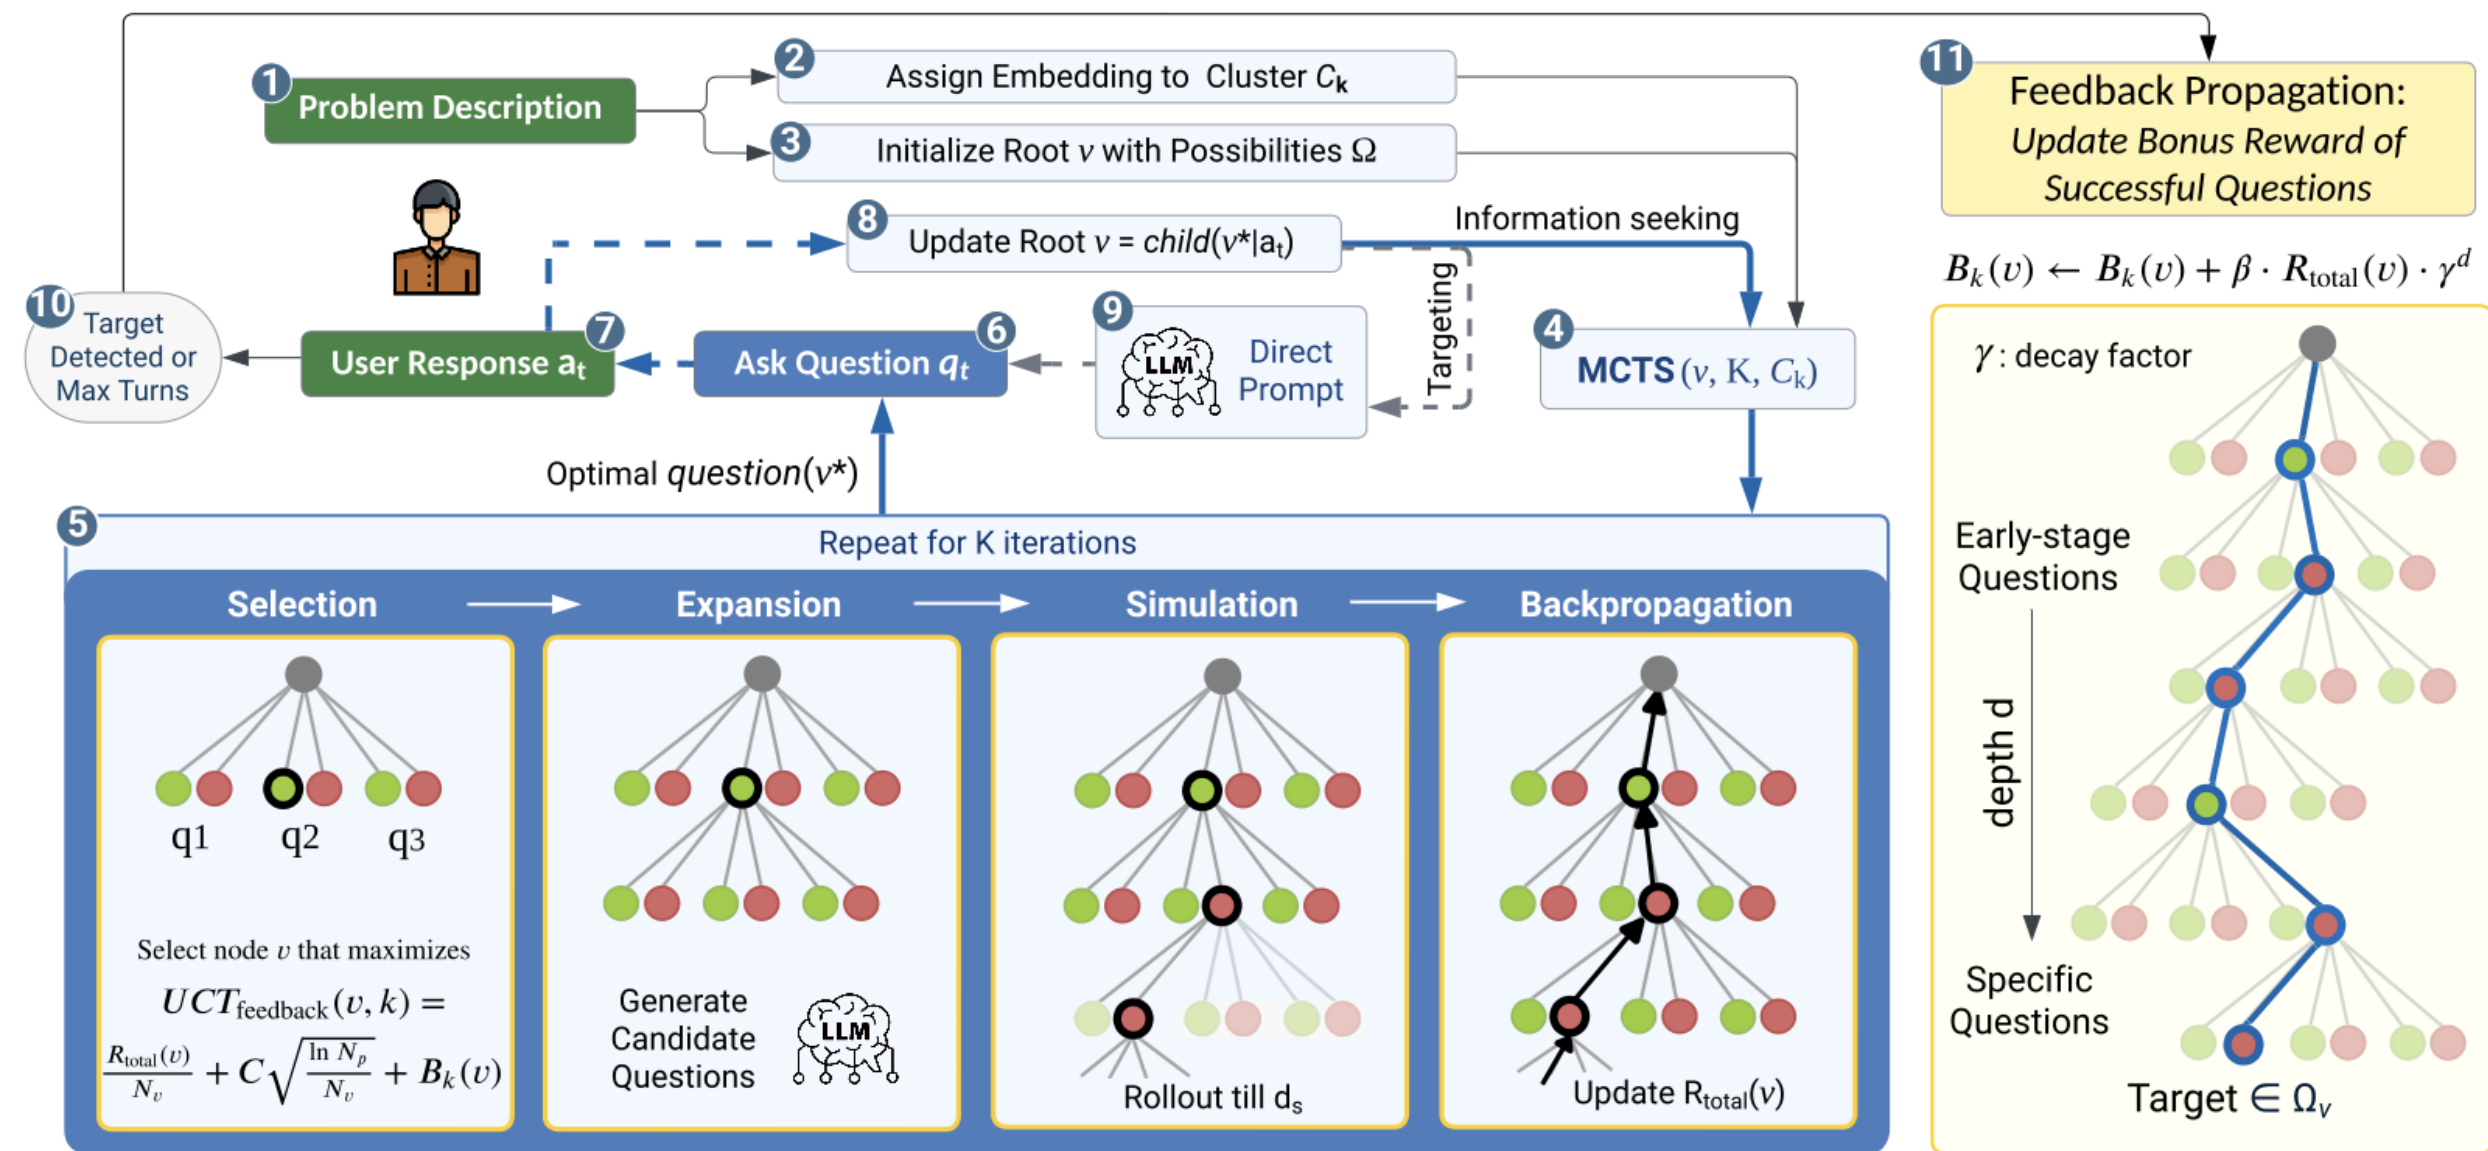 1
Problem Description
2
Assign Embedding to Cluster Cₖ
3
Initialize Root v with Possibilities Ω
8
Update Root v = child(v*|aₜ)
Information seeking
Targeting
10
Target
Detected or
Max Turns
7
User Response aₜ
6
Ask Question qₜ
9
LLM
Direct
Prompt
4
MCTS (v, K, Cₖ)
Optimal question(v*)
5
Repeat for K iterations
Selection
Expansion
Simulation
Backpropagation
q1 q2 q3
Select node v that maximizes
UCT_feedback(v, k) =
R_total(v)/N_v + C√(ln N_p/N_v) + B_k(v)
Generate
Candidate
Questions
LLM
Rollout till dₛ
Update R_total(v)
11
Feedback Propagation:
Update Bonus Reward of
Successful Questions
B_k(v) ← B_k(v) + β · R_total(v) · γ^d
γ : decay factor
Early-stage
Questions
depth d
Specific
Questions
Target ∈ Ω_v